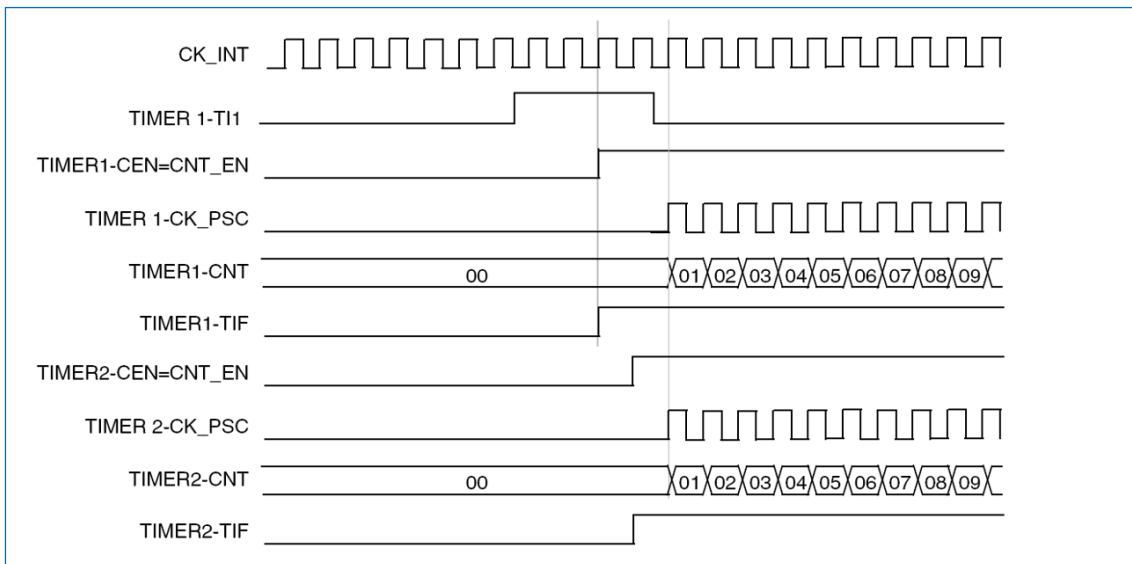 CK_INT
TIMER 1-TI1
TIMER1-CEN=CNT_EN
TIMER 1-CK_PSC
TIMER1-CNT 00 01 02 03 04 05 06 07 08 09
TIMER1-TIF
TIMER2-CEN=CNT_EN
TIMER 2-CK_PSC
TIMER2-CNT 00 01 02 03 04 05 06 07 08 09
TIMER2-TIF